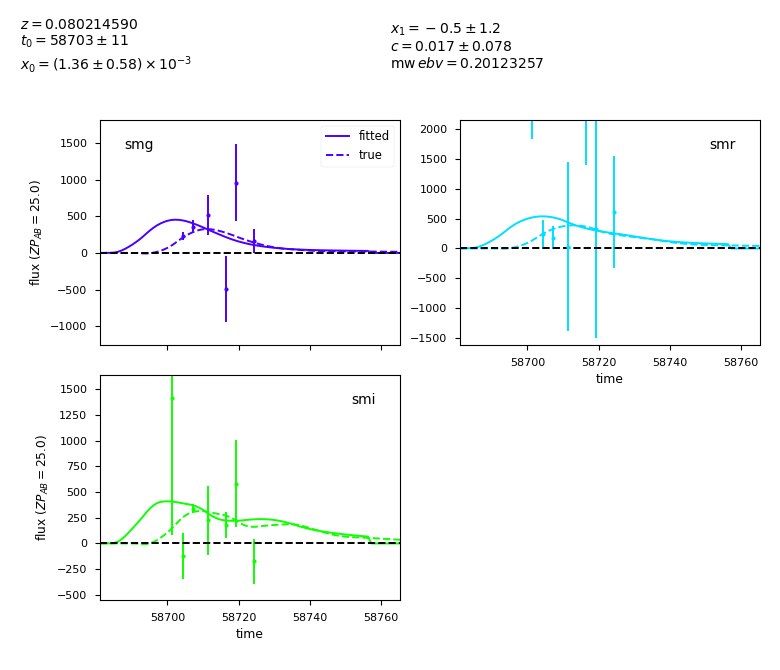 z = 0.080214590
t₀ = 58703 ± 11
x₀ = (1.36 ± 0.58) × 10⁻³
x₁ = −0.5 ± 1.2
c = 0.017 ± 0.078
mw ebv = 0.20123257
smg
fitted
true
1500
1000
500
0
−500
−1000
flux (ZP_AB = 25.0)
smr
2000
1500
1000
500
0
−500
−1000
−1500
58700 58720 58740 58760
time
smi
1500
1250
1000
750
500
250
0
−250
−500
flux (ZP_AB = 25.0)
58700 58720 58740 58760
time